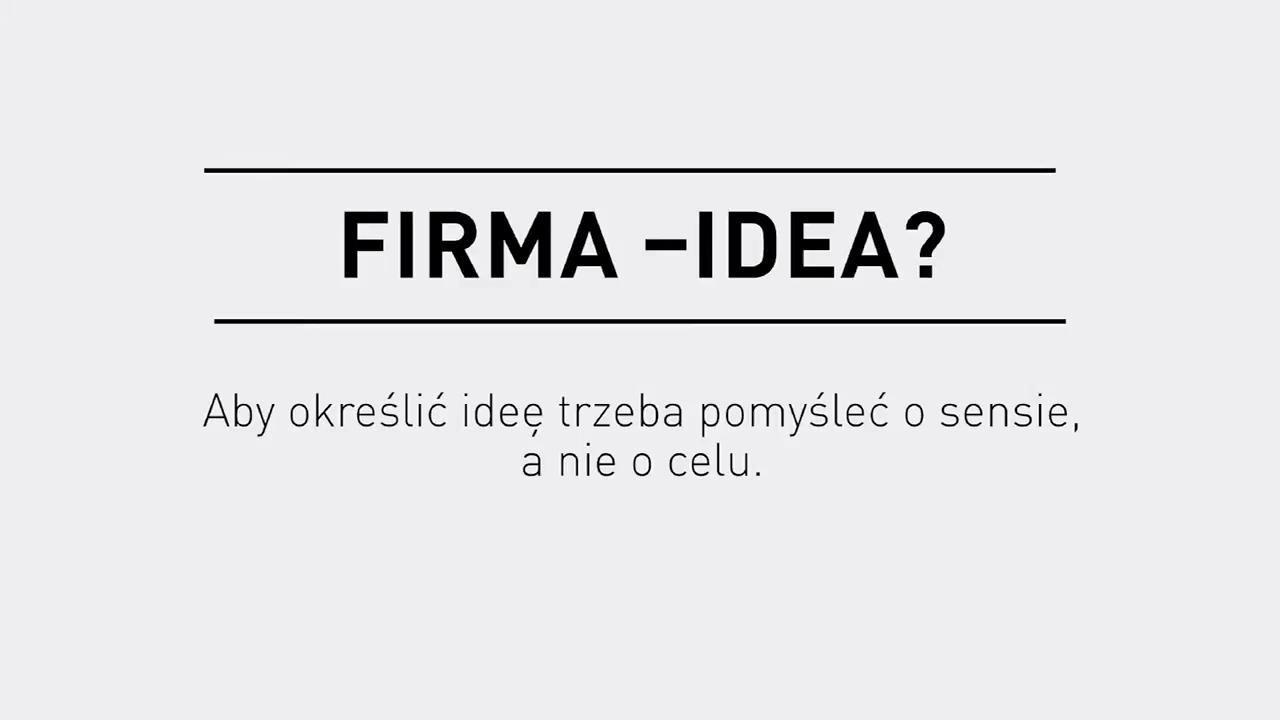 FIRMA –IDEA?
Aby określić ideę trzeba pomyśleć o sensie,
a nie o celu.